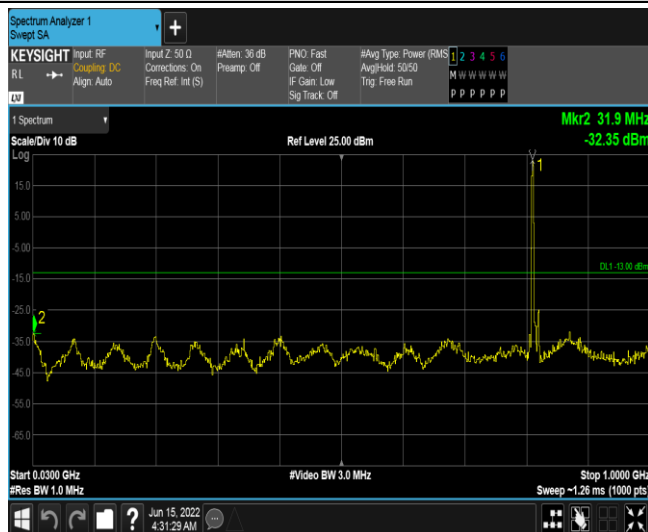 Spectrum Analyzer 1
Swept SA
KEYSIGHT
RL
LXI
Input: RF
Coupling: DC
Align: Auto
Input Z: 50 Ω
Corrections: On
Freq Ref: Int (S)
#Atten: 36 dB
Preamp: Off
PNO: Fast
Gate: Off
IF Gain: Low
Sig Track: Off
#Avg Type: Power (RMS
Avg|Hold: 50/50
Trig: Free Run
1 2 3 4 5 6
M W W W W W
P P P P P P
1 Spectrum
Mkr2 31.9 MHz
Scale/Div 10 dB
Ref Level 25.00 dBm
-32.35 dBm
Log
1
15.0
5.00
-5.00
DL1 -13.00 dBm
-15.0
-25.0
2
-35.0
-45.0
-55.0
-65.0
Start 0.0300 GHz
#Video BW 3.0 MHz
Stop 1.0000 GHz
#Res BW 1.0 MHz
Sweep ~1.26 ms (1000 pts)
?
Jun 15, 2022
4:31:29 AM